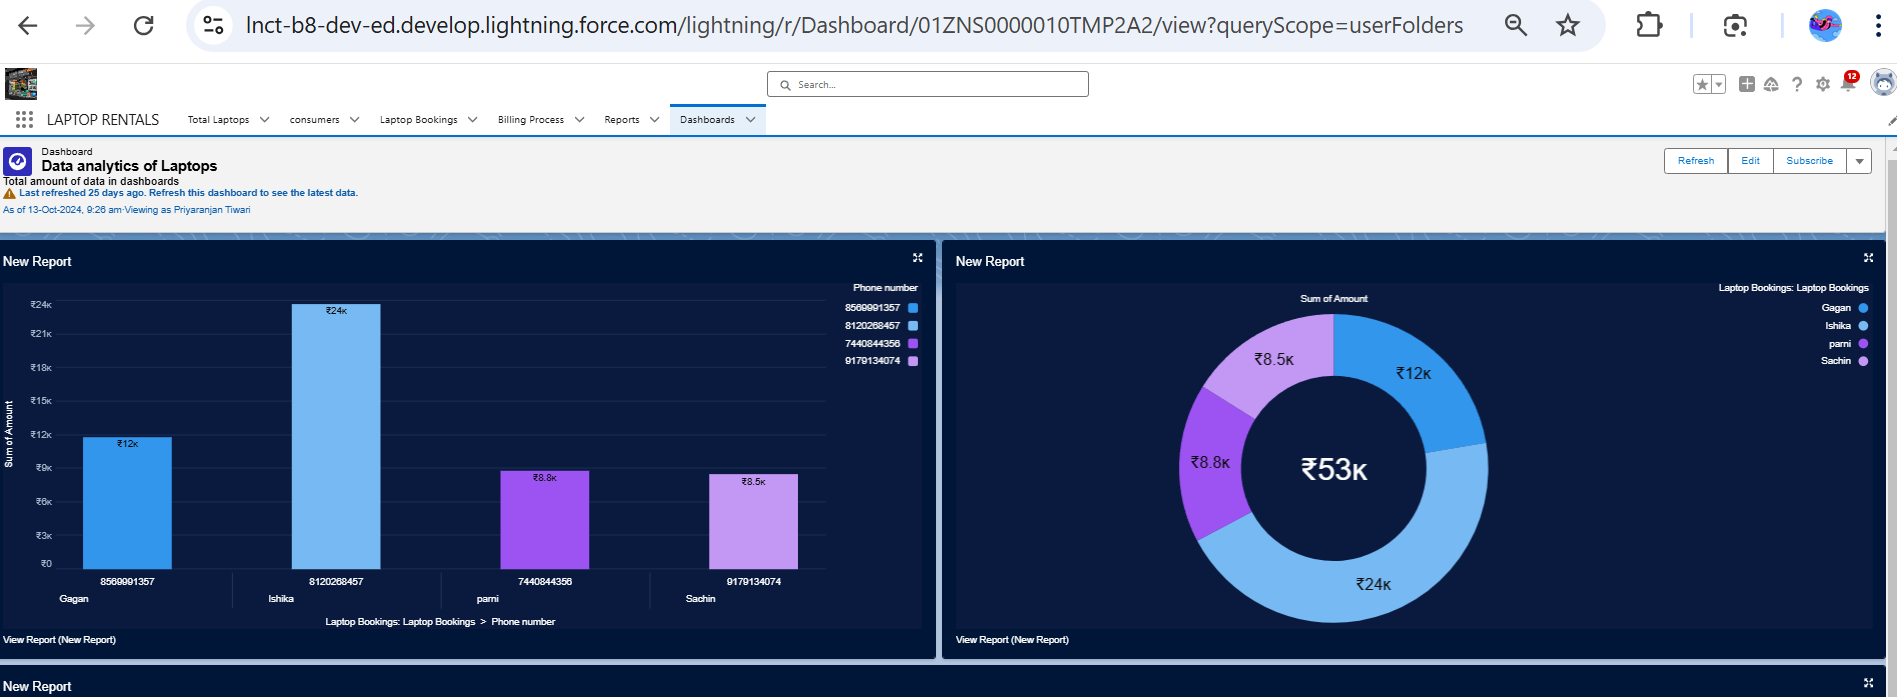 lnct-b8-dev-ed.develop.lightning.force.com/lightning/r/Dashboard/01ZNS0000010TMP2A2/view?queryScope=userFolders
Search...
12
LAPTOP RENTALS
Total Laptops
consumers
Laptop Bookings
Billing Process
Reports
Dashboards
Dashboard
Data analytics of Laptops
Total amount of data in dashboards
Last refreshed 25 days ago. Refresh this dashboard to see the latest data.
As of 13-Oct-2024, 9:26 am·Viewing as Priyaranjan Tiwari
Refresh
Edit
Subscribe
New Report
Phone number
8569991357
8120268457
7440844356
9179134074
Sum of Amount
₹24K
₹21K
₹18K
₹15K
₹12K
₹9K
₹6K
₹3K
₹0
₹12K
₹24K
₹8.8K
₹8.5K
8569991357
8120268457
7440844356
9179134074
Gagan
Ishika
parni
Sachin
Laptop Bookings: Laptop Bookings > Phone number
View Report (New Report)
New Report
Laptop Bookings: Laptop Bookings
Gagan
Ishika
parni
Sachin
Sum of Amount
₹8.5K
₹12K
₹8.8K
₹53K
₹24K
View Report (New Report)
New Report